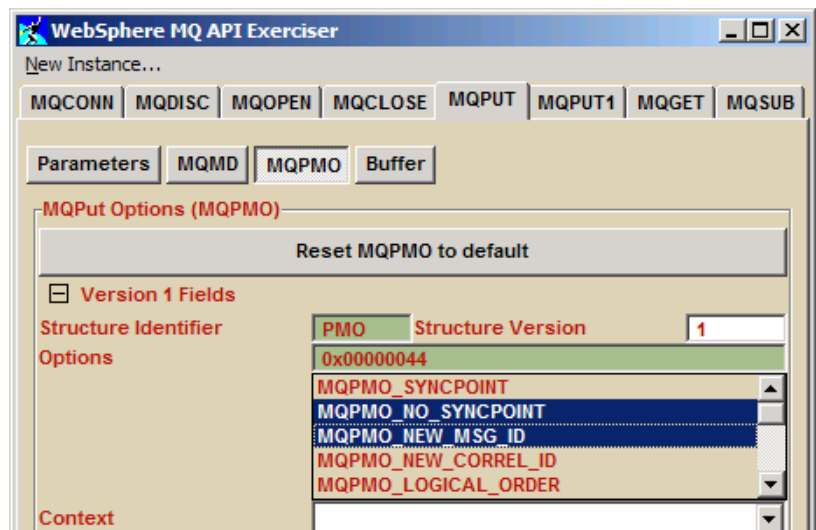 WebSphere MQ API Exerciser
New Instance...
MQCONN MQDISC MQOPEN MQCLOSE MQPUT MQPUT1 MQGET MQSUB
Parameters MQMD MQPMO Buffer
MQPut Options (MQPMO)
Reset MQPMO to default
Version 1 Fields
Structure Identifier PMO Structure Version 1
Options 0x00000044
MQPMO_SYNCPOINT
MQPMO_NO_SYNCPOINT
MQPMO_NEW_MSG_ID
MQPMO_NEW_CORREL_ID
MQPMO_LOGICAL_ORDER
Context